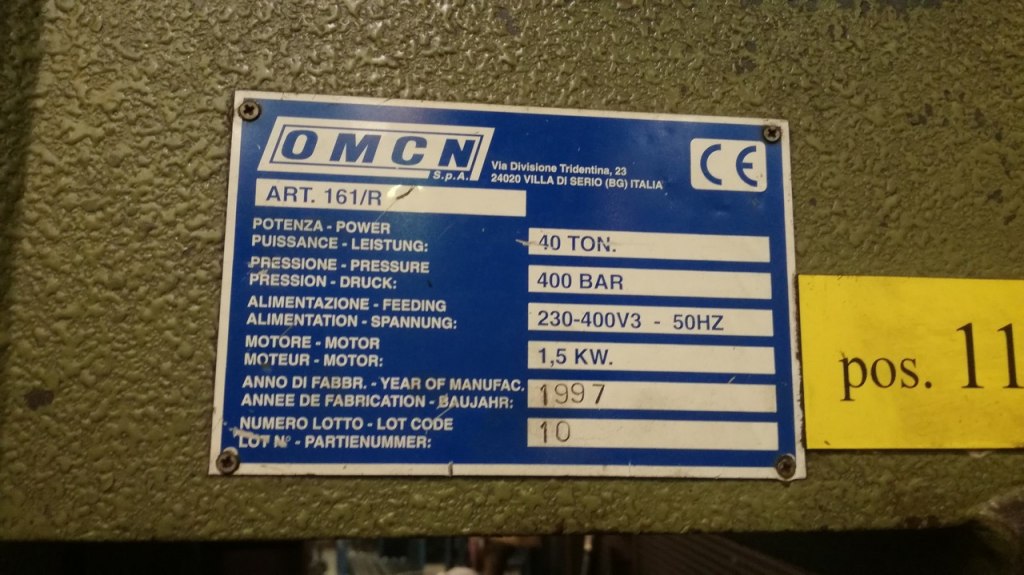 OMCN
S.p.A.
Via Divisione Tridentina, 23
24020 VILLA DI SERIO (BG) ITALIA
CE
ART. 161/R
POTENZA - POWER
PUISSANCE - LEISTUNG:
40 TON.
PRESSIONE - PRESSURE
PRESSION - DRUCK:
400 BAR
ALIMENTAZIONE - FEEDING
ALIMENTATION - SPANNUNG:
230-400V3 - 50HZ
MOTORE - MOTOR
MOTEUR - MOTOR:
1,5 KW.
ANNO DI FABBR. - YEAR OF MANUFAC.
ANNEE DE FABRICATION - BAUJAHR:
1997
NUMERO LOTTO - LOT CODE
LOT N° - PARTIENUMMER:
10
pos. 11